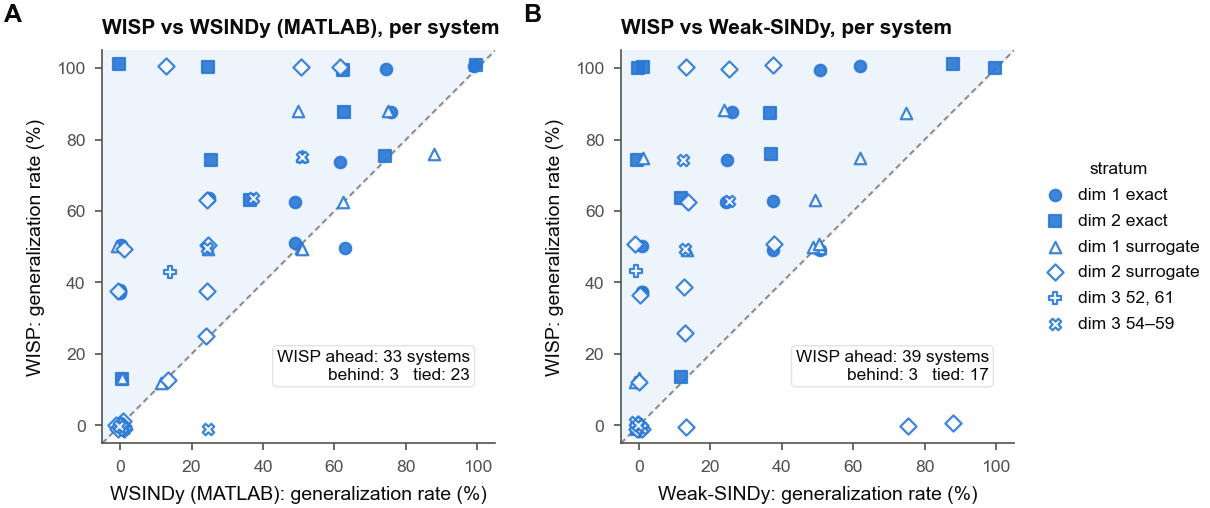 A
WISP vs WSINDy (MATLAB), per system
WISP: generalization rate (%)
100
80
60
40
20
0
WISP ahead: 33 systems
behind: 3 tied: 23
0 20 40 60 80 100
WSINDy (MATLAB): generalization rate (%)
B
WISP vs Weak-SINDy, per system
WISP: generalization rate (%)
100
80
60
40
20
0
WISP ahead: 39 systems
behind: 3 tied: 17
0 20 40 60 80 100
Weak-SINDy: generalization rate (%)
stratum
dim 1 exact
dim 2 exact
dim 1 surrogate
dim 2 surrogate
dim 3 52, 61
dim 3 54–59